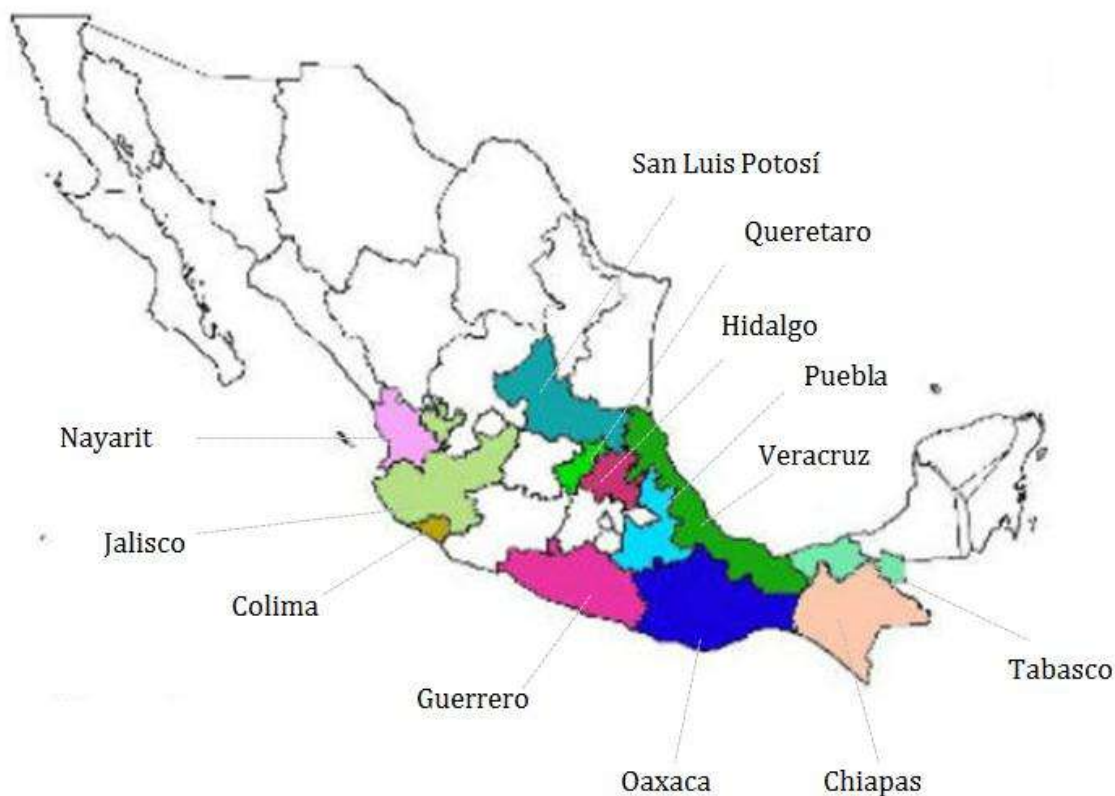 San Luis Potosí
Queretaro
Hidalgo
Puebla
Nayarit
Veracruz
Jalisco
Colima
Tabasco
Guerrero
Oaxaca
Chiapas